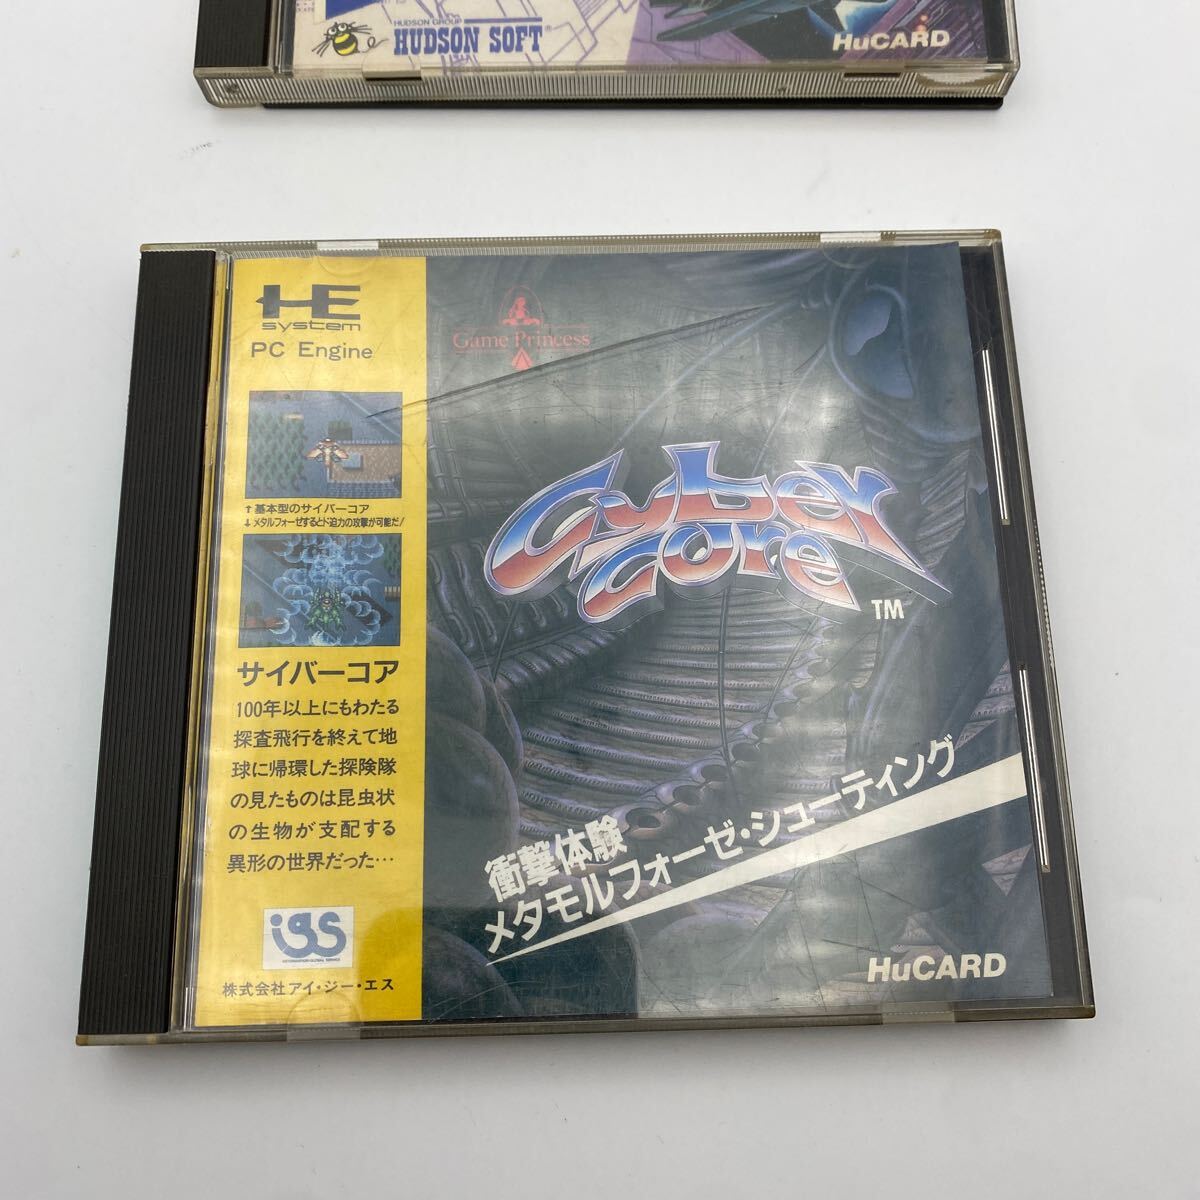 HUDSON GROUP
HUDSON SOFT®
HuCARD
HE
system
PC Engine
Game Princess
↑基本型のサイバーコア
↓メタルフォーゼするとド迫力の攻撃が可能だ!
Cyber
Core
TM
サイバーコア
100年以上にもわたる
探査飛行を終えて地
球に帰還した探険隊
の見たものは昆虫状
の生物が支配する
異形の世界だった…
衝撃体験
メタモルフォーゼ・シューティング
igs
INFORMATION GLOBAL SERVICE
株式会社アイ・ジー・エス
HuCARD